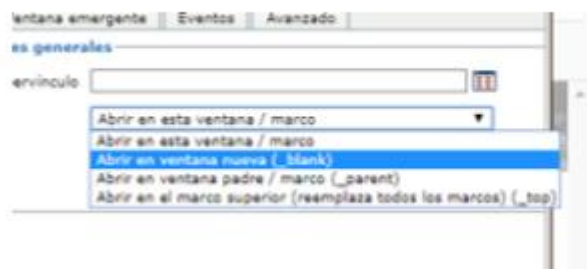 entana emergente Eventos Avanzado
es generales
ervínculo
Abrir en esta ventana / marco
Abrir en esta ventana / marco
Abrir en ventana nueva (_blank)
Abrir en ventana padre / marco (_parent)
Abrir en el marco superior (reemplaza todos los marcos) (_top)